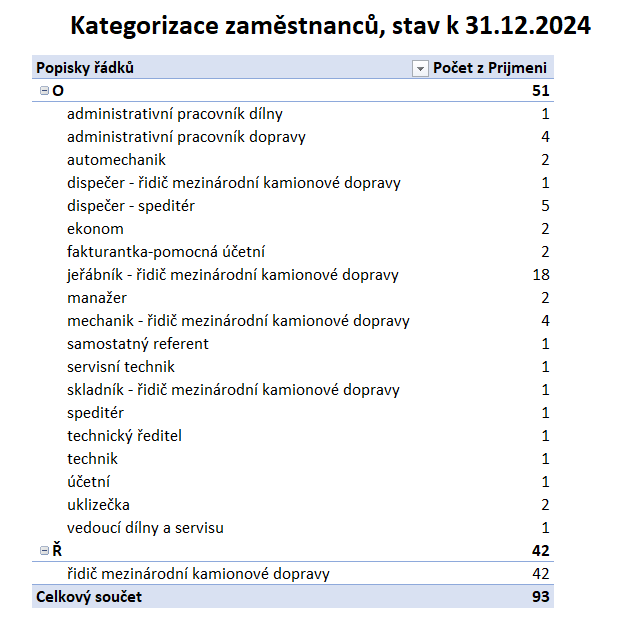 Kategorizace zaměstnanců, stav k 31.12.2024
Popisky řádků Počet z Prijmeni
O 51
administrativní pracovník dílny 1
administrativní pracovník dopravy 4
automechanik 2
dispečer - řidič mezinárodní kamionové dopravy 1
dispečer - speditér 5
ekonom 2
fakturantka-pomocná účetní 2
jeřábník - řidič mezinárodní kamionové dopravy 18
manažer 2
mechanik - řidič mezinárodní kamionové dopravy 4
samostatný referent 1
servisní technik 1
skladník - řidič mezinárodní kamionové dopravy 1
speditér 1
technický ředitel 1
technik 1
účetní 1
uklizečka 2
vedoucí dílny a servisu 1
Ř 42
řidič mezinárodní kamionové dopravy 42
Celkový součet 93